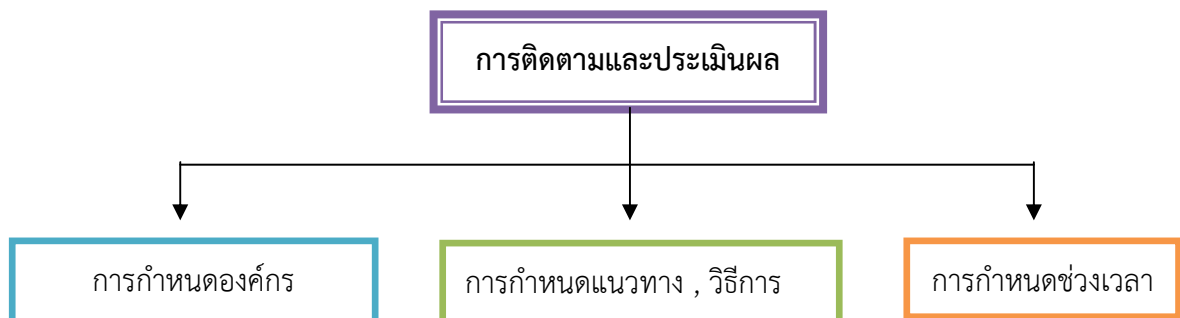 การติดตามและประเมินผล
การกำหนดองค์กร
การกำหนดแนวทาง , วิธีการ
การกำหนดช่วงเวลา